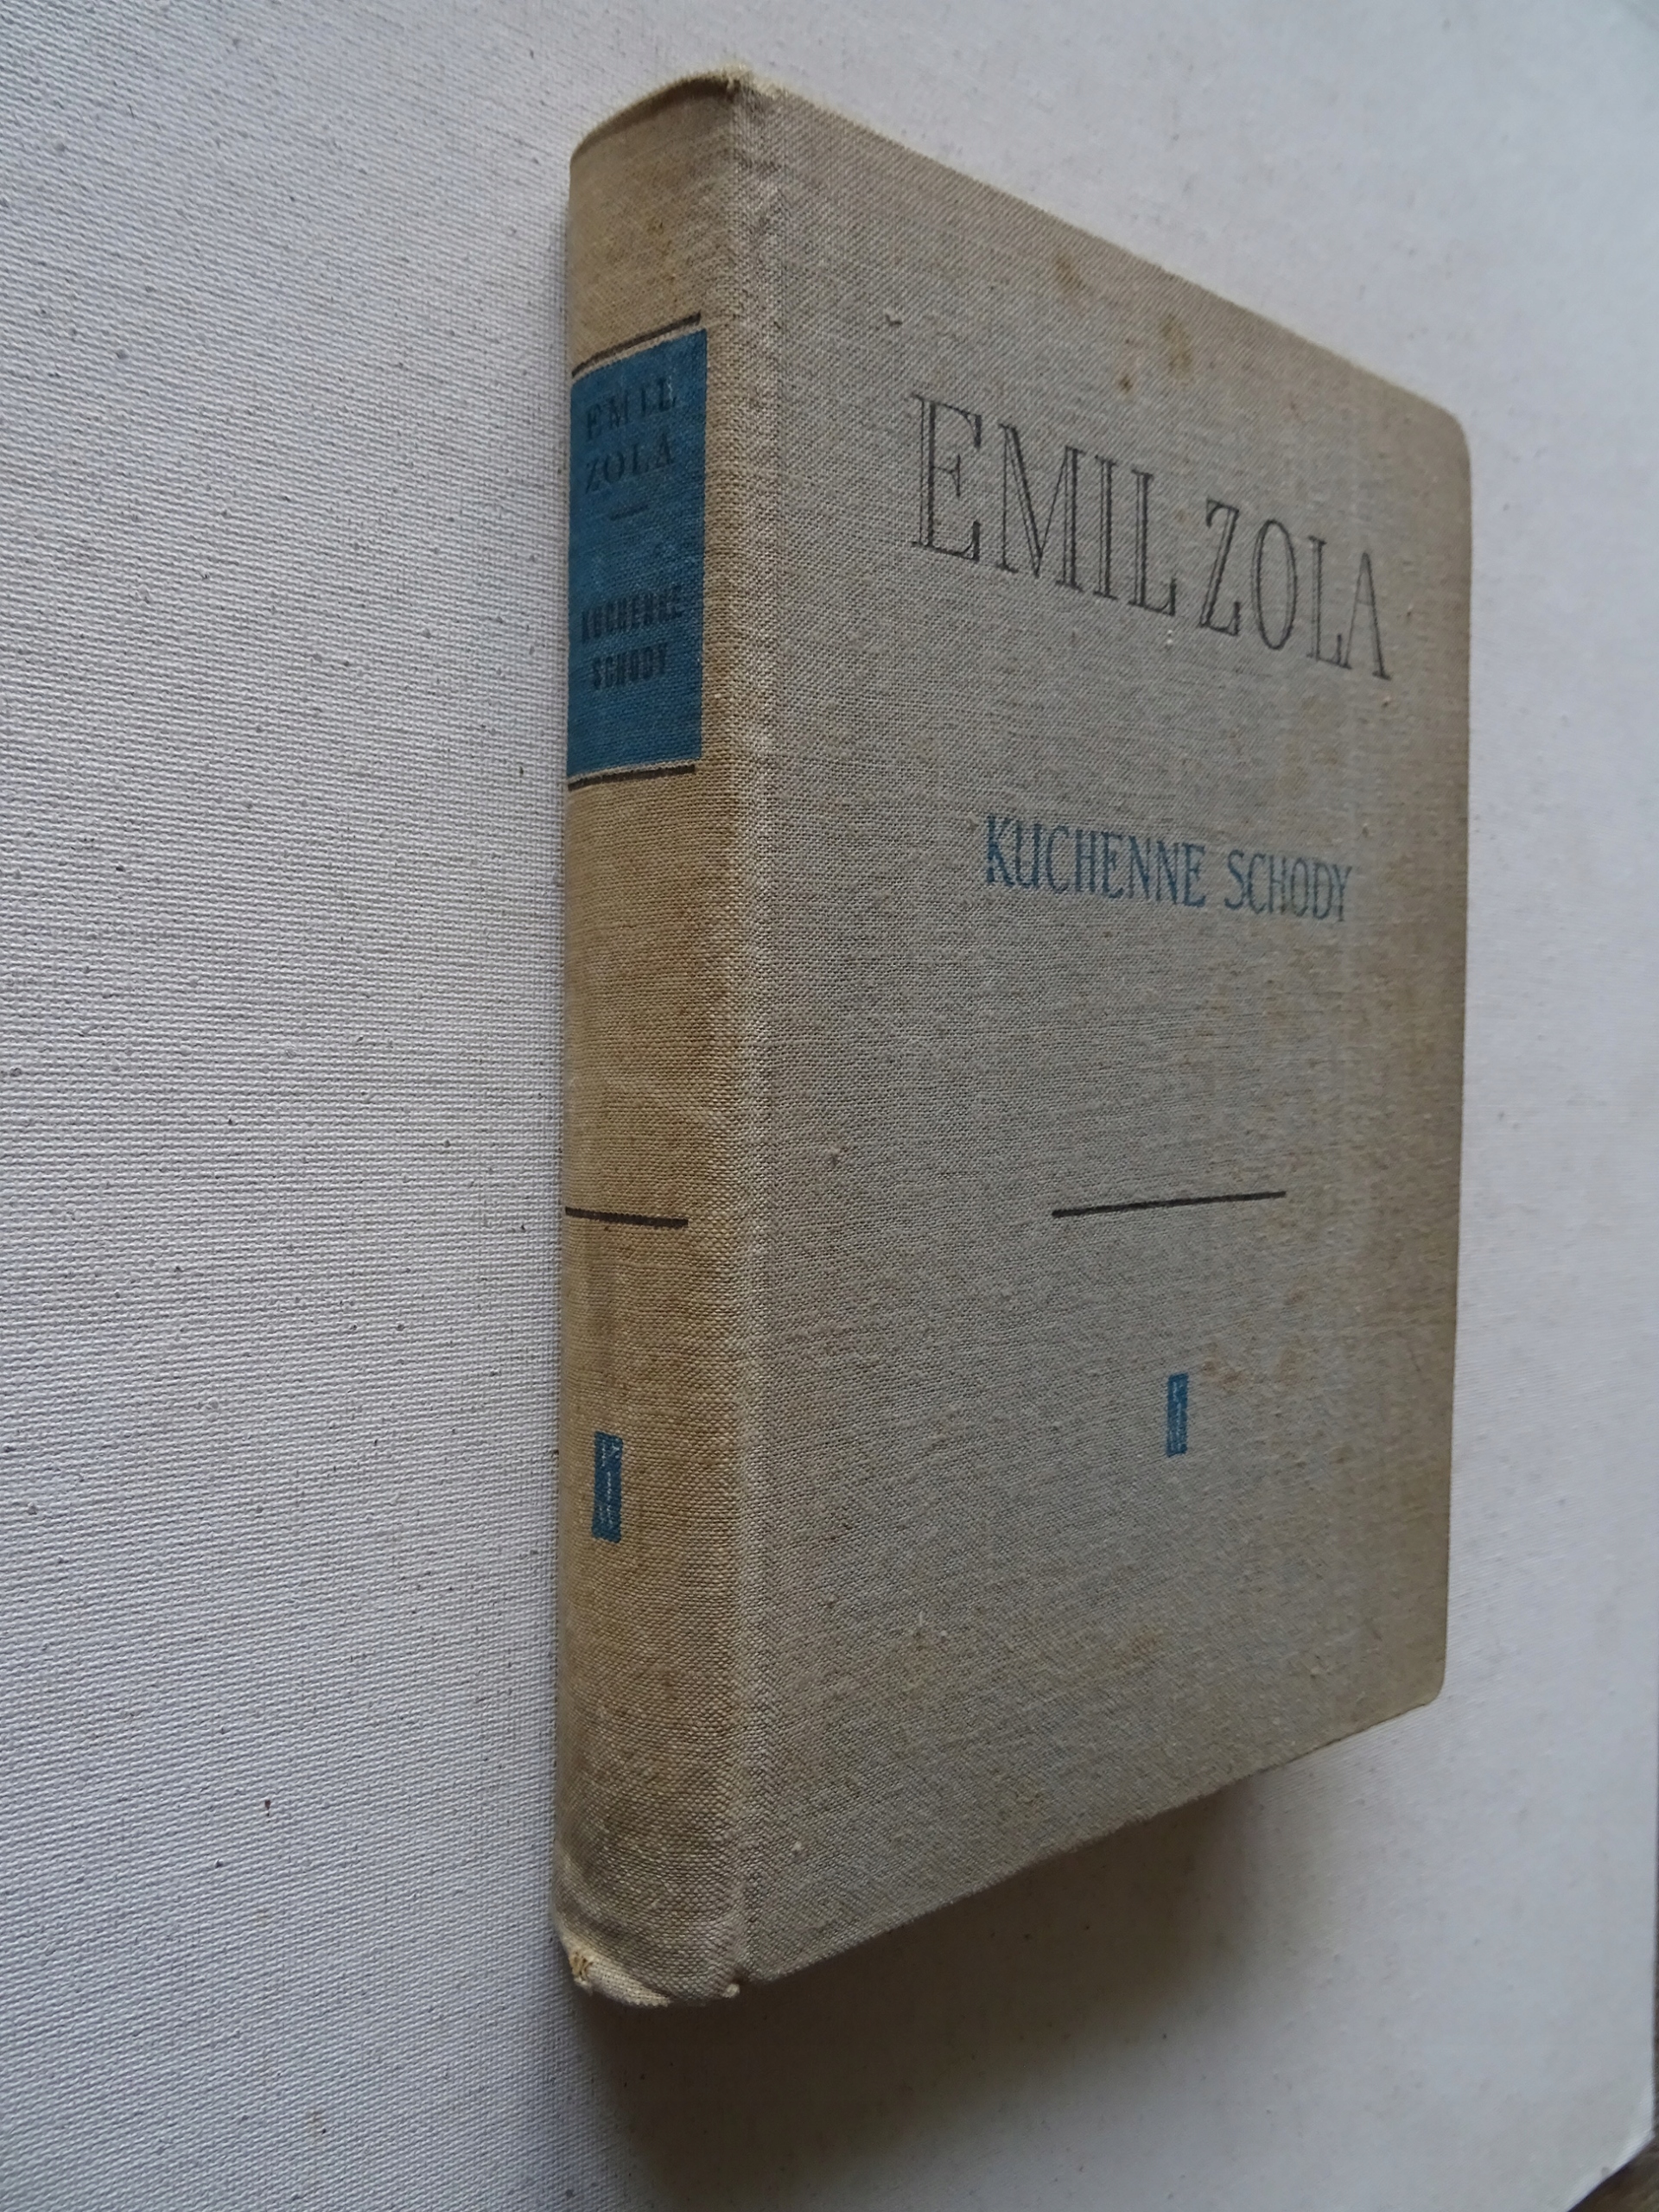 EMIL
ZOLA
KUCHENNE
SCHODY
EMIL ZOLA
KUCHENNE SCHODY